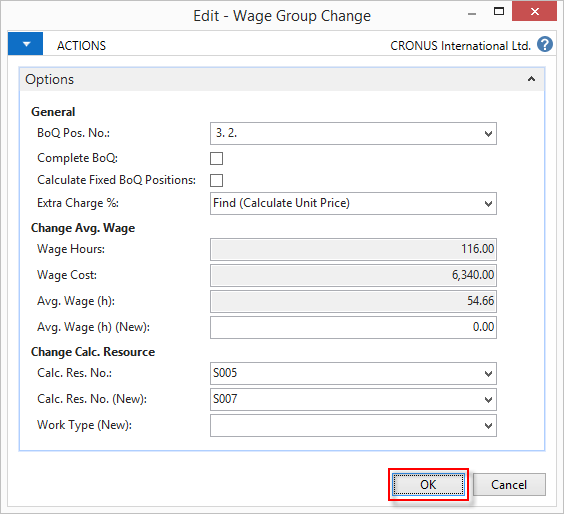 Edit - Wage Group Change
ACTIONS CRONUS International Ltd. ?
Options
General
BoQ Pos. No.: 3. 2.
Complete BoQ:
Calculate Fixed BoQ Positions:
Extra Charge %: Find (Calculate Unit Price)
Change Avg. Wage
Wage Hours: 116.00
Wage Cost: 6,340.00
Avg. Wage (h): 54.66
Avg. Wage (h) (New): 0.00
Change Calc. Resource
Calc. Res. No.: S005
Calc. Res. No. (New): S007
Work Type (New):
OK Cancel